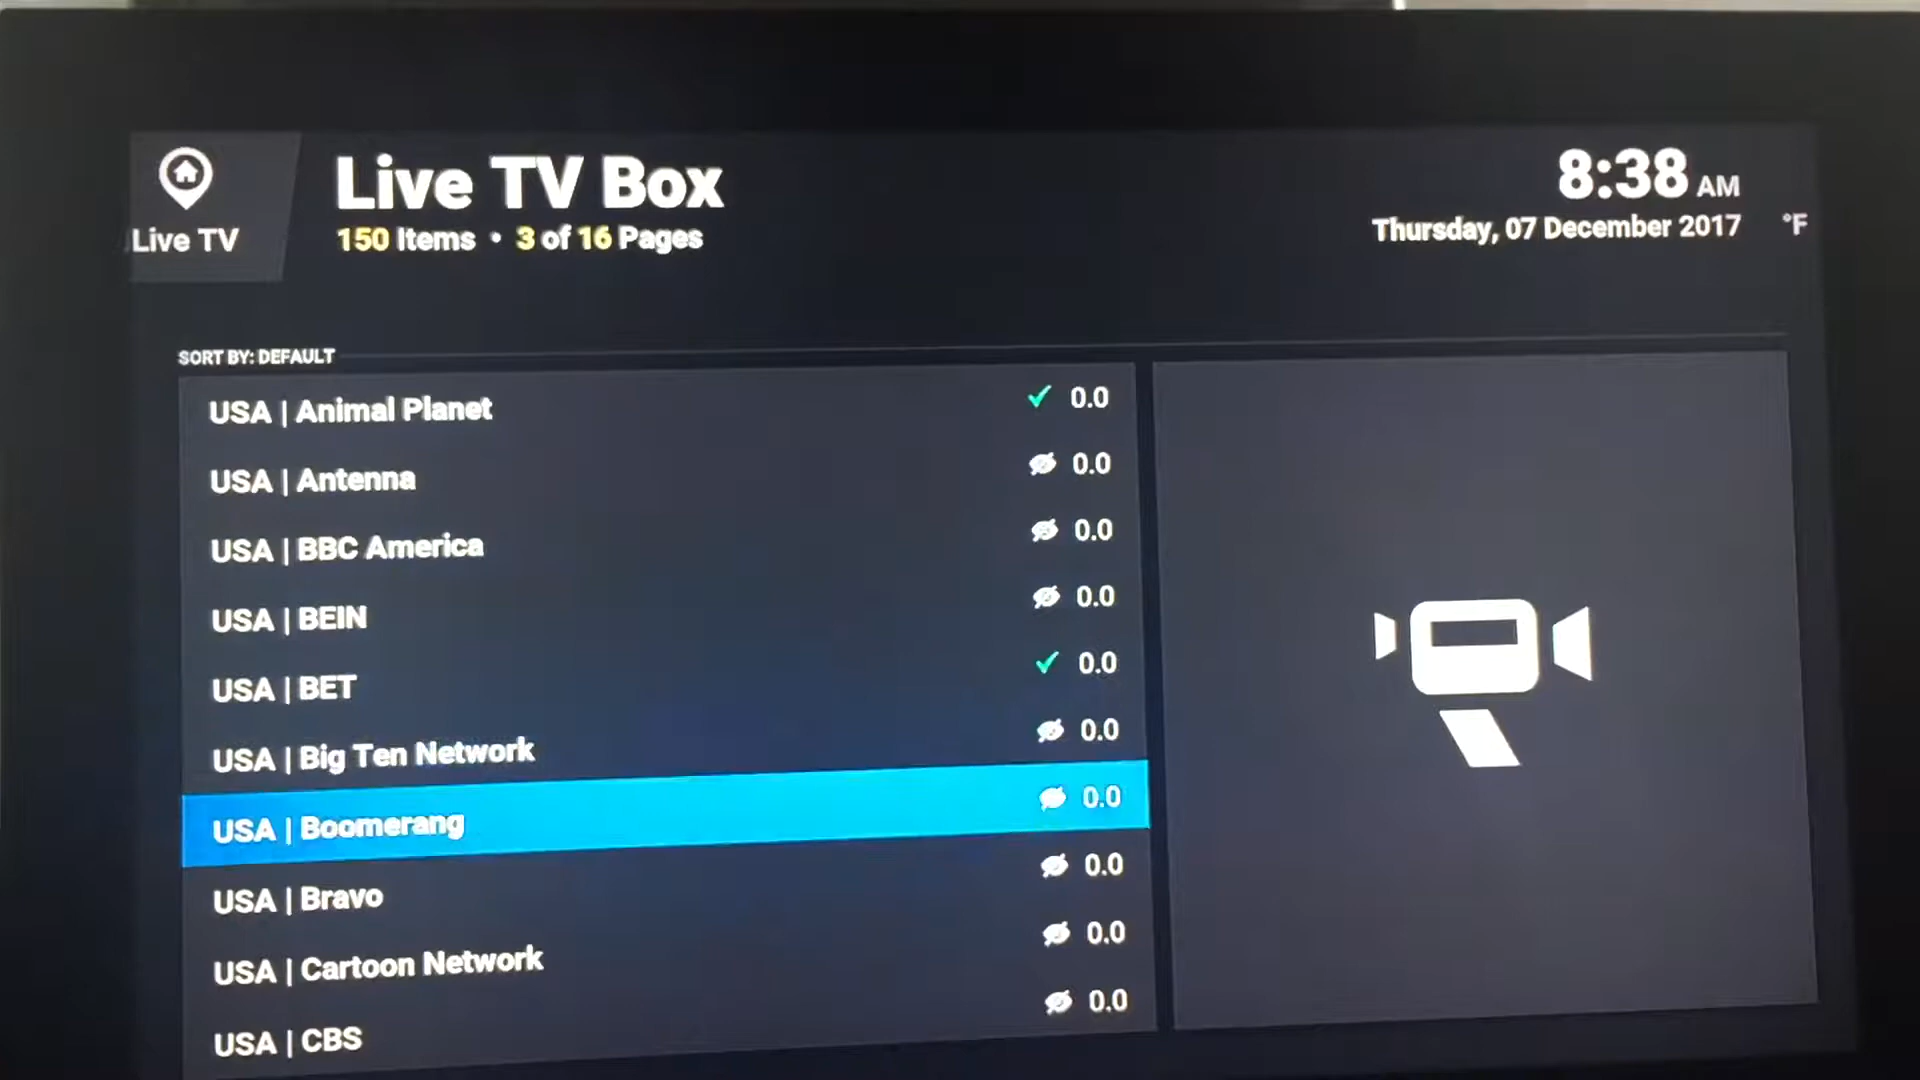 Live TV
Live TV Box
150 Items • 3 of 16 Pages
8:38 AM
Thursday, 07 December 2017
°F
SORT BY: DEFAULT
USA | Animal Planet 0.0
USA | Antenna 0.0
USA | BBC America 0.0
USA | BEIN 0.0
USA | BET 0.0
USA | Big Ten Network 0.0
USA | Boomerang 0.0
USA | Bravo 0.0
USA | Cartoon Network 0.0
USA | CBS 0.0